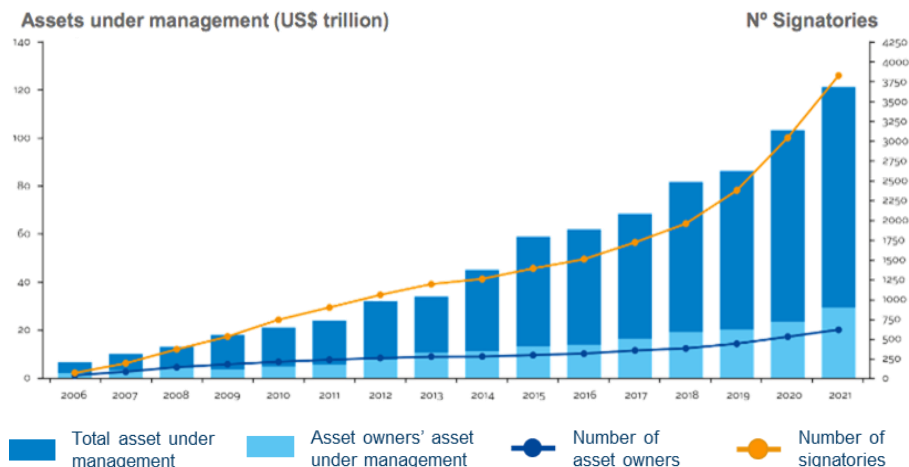 Assets under management (US$ trillion)
Nº Signatories
140
120
100
80
60
40
20
0
4250
4000
3750
3500
3250
3000
2750
2500
2250
2000
1750
1500
1250
1000
750
500
250
0
2006 2007 2008 2009 2010 2011 2012 2013 2014 2015 2016 2017 2018 2019 2020 2021
Total asset under
management
Asset owners' asset
under management
Number of
asset owners
Number of
signatories